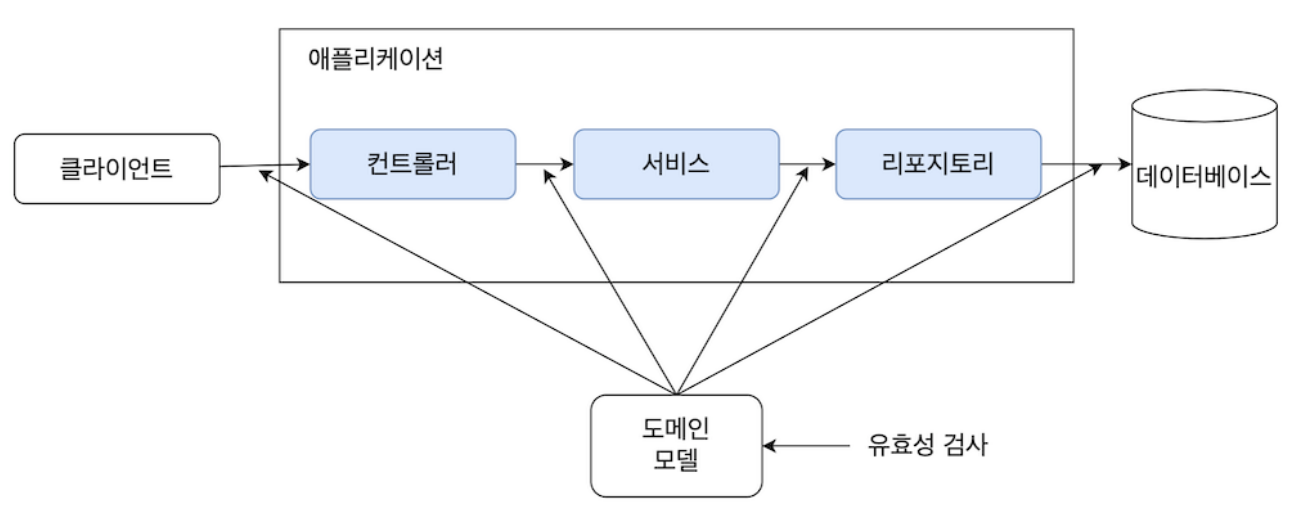 애플리케이션
클라이언트
컨트롤러
서비스
리포지토리
데이터베이스
도메인
모델
유효성 검사